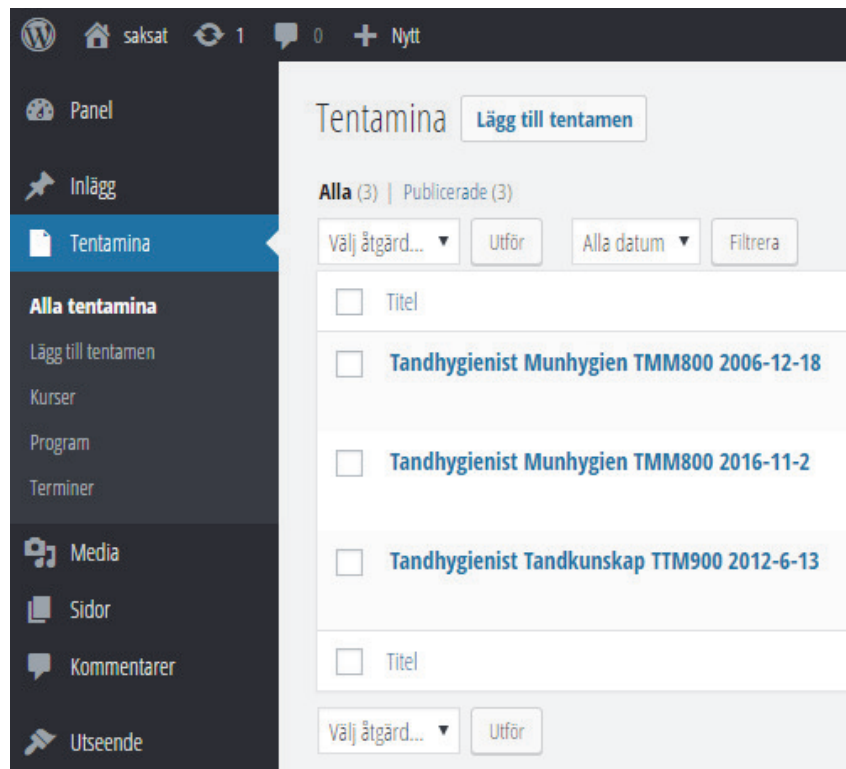 saksat 1 0 + Nytt
Panel
Inlägg
Tentamina
Alla tentamina
Lägg till tentamen
Kurser
Program
Terminer
Media
Sidor
Kommentarer
Utseende
Tentamina Lägg till tentamen
Alla (3) | Publicerade (3)
Välj åtgärd... Utför Alla datum Filtrera
Titel
Tandhygienist Munhygien TMM800 2006-12-18
Tandhygienist Munhygien TMM800 2016-11-2
Tandhygienist Tandkunskap TTM900 2012-6-13
Titel
Välj åtgärd... Utför